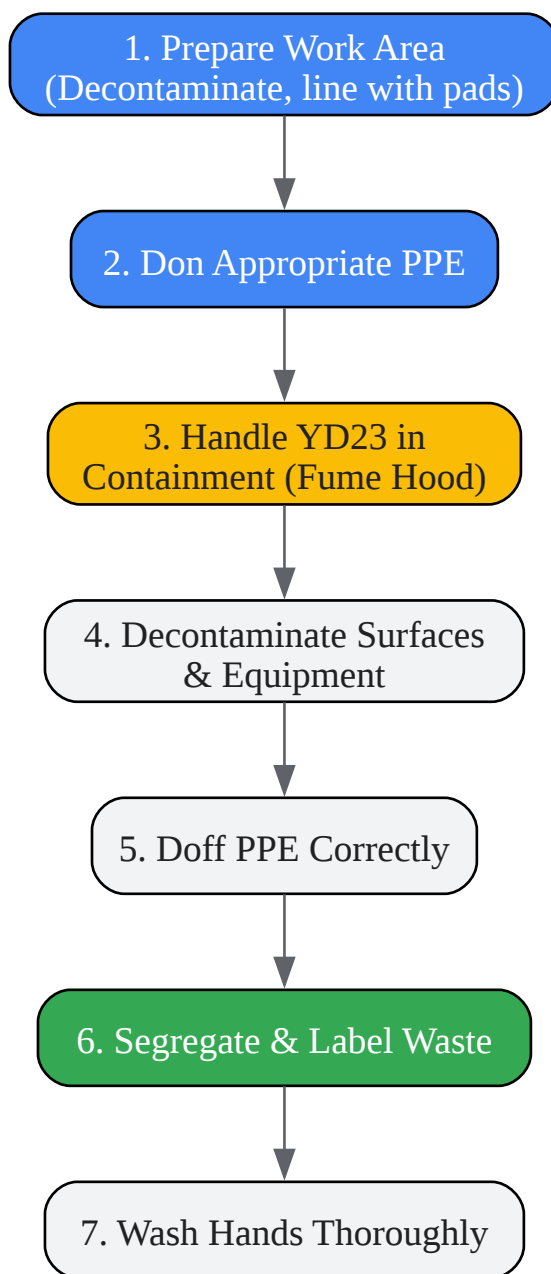 1. Prepare Work Area
(Decontaminate, line with pads)
2. Don Appropriate PPE
3. Handle YD23 in
Containment (Fume Hood)
4. Decontaminate Surfaces
& Equipment
5. Doff PPE Correctly
6. Segregate & Label Waste
7. Wash Hands Thoroughly